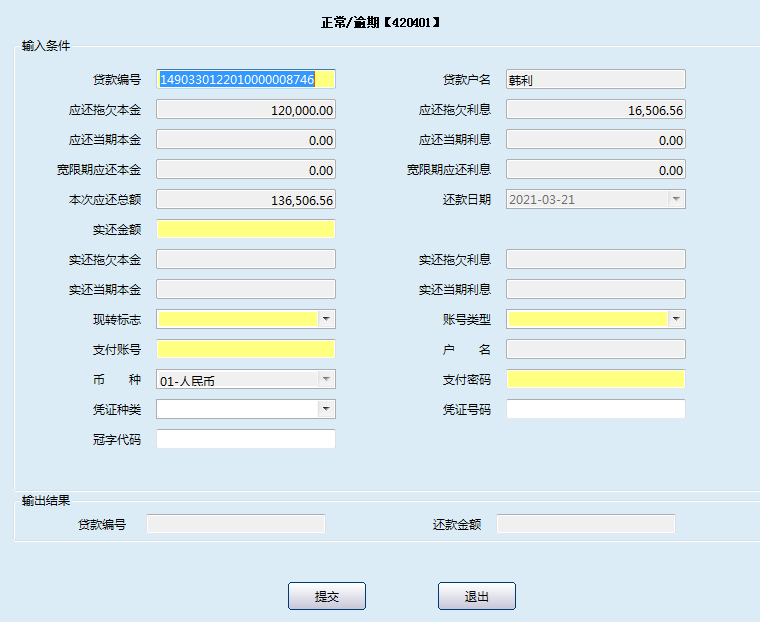 正常/逾期【420401】
输入条件
贷款编号 1490330122010000008746 贷款户名 韩利
应还拖欠本金 120,000.00 应还拖欠利息 16,506.56
应还当期本金 0.00 应还当期利息 0.00
宽限期应还本金 0.00 宽限期应还利息 0.00
本次应还总额 136,506.56 还款日期 2021-03-21
实还金额
实还拖欠本金 实还拖欠利息
实还当期本金 实还当期利息
现转标志 账号类型
支付账号 户 名
币 种 01-人民币 支付密码
凭证种类 凭证号码
冠字代码
输出结果
贷款编号 还款金额
提交 退出